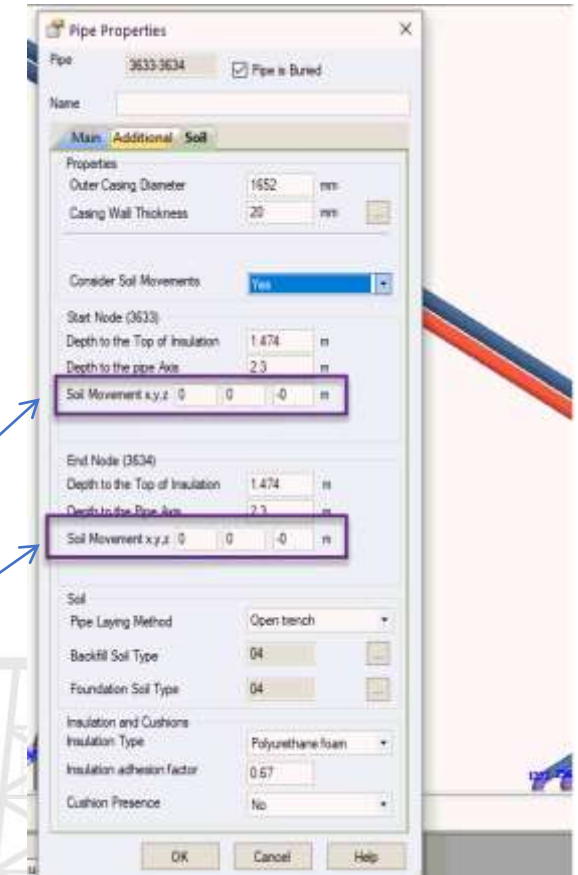 Pipe Properties ×
Pipe 3633-3634 Pipe is Buried
Name
Main Additional Soil
Properties
Outer Casing Diameter 1652 mm
Casing Wall Thickness 20 mm ...
Consider Soil Movements Yes
Start Node (3633)
Depth to the Top of Insulation 1.474 m
Depth to the pipe Axis 2.3 m
Soil Movement x,y,z 0 0 -0 m
End Node (3634)
Depth to the Top of Insulation 1.474 m
Depth to the Pipe Axis 2.3 m
Soil Movement x,y,z 0 0 -0 m
Soil
Pipe Laying Method Open trench
Backfill Soil Type 04 ...
Foundation Soil Type 04 ...
Insulation and Cushions
Insulation Type Polyurethane foam
Insulation adhesion factor 0.67
Cushion Presence No
OK Cancel Help